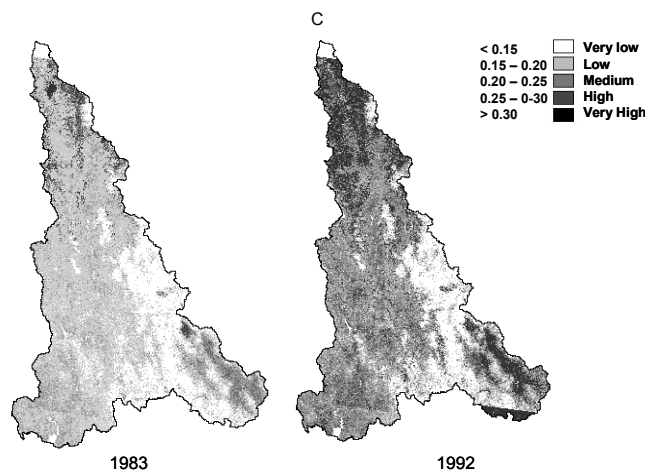 C
< 0.15 Very low
0.15 – 0.20 Low
0.20 – 0.25 Medium
0.25 – 0-30 High
> 0.30 Very High
1983 1992